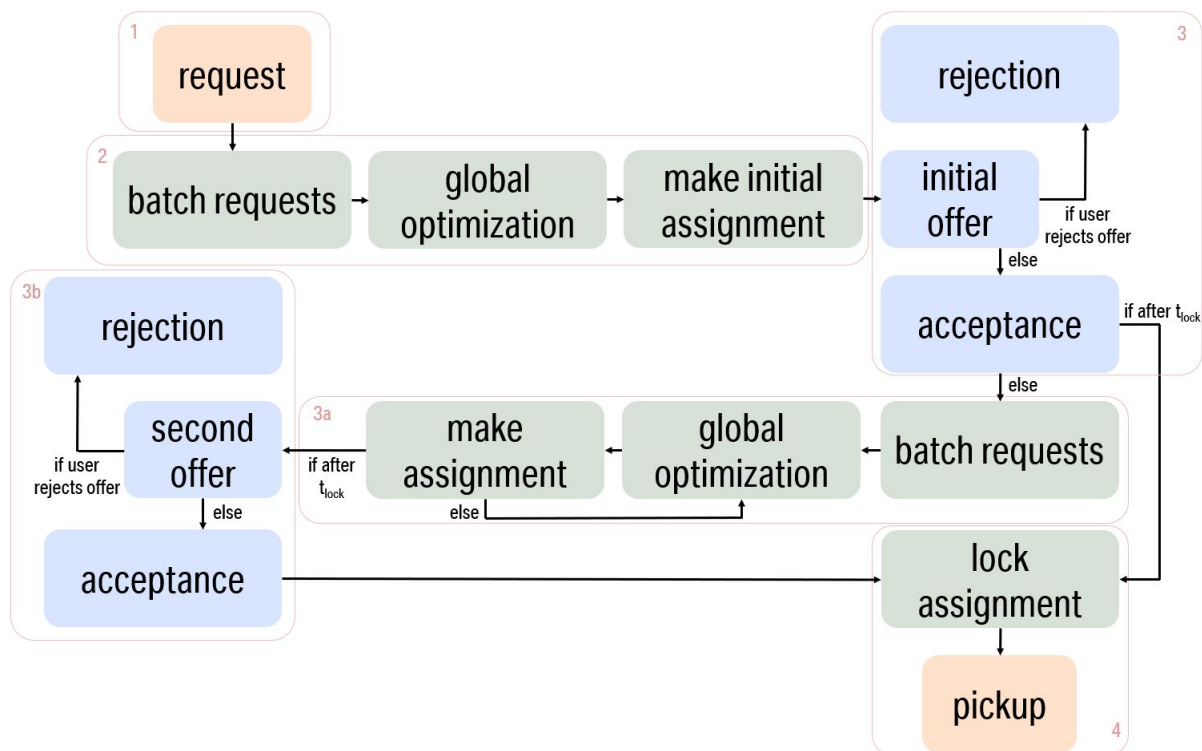 1
request
2
batch requests
global
optimization
make initial
assignment
3
rejection
initial
offer
if user
rejects offer
else
acceptance
if after t_lock
else
3a
batch requests
global
optimization
make
assignment
else
if after
t_lock
3b
rejection
second
offer
if user
rejects offer
else
acceptance
lock
assignment
pickup
4